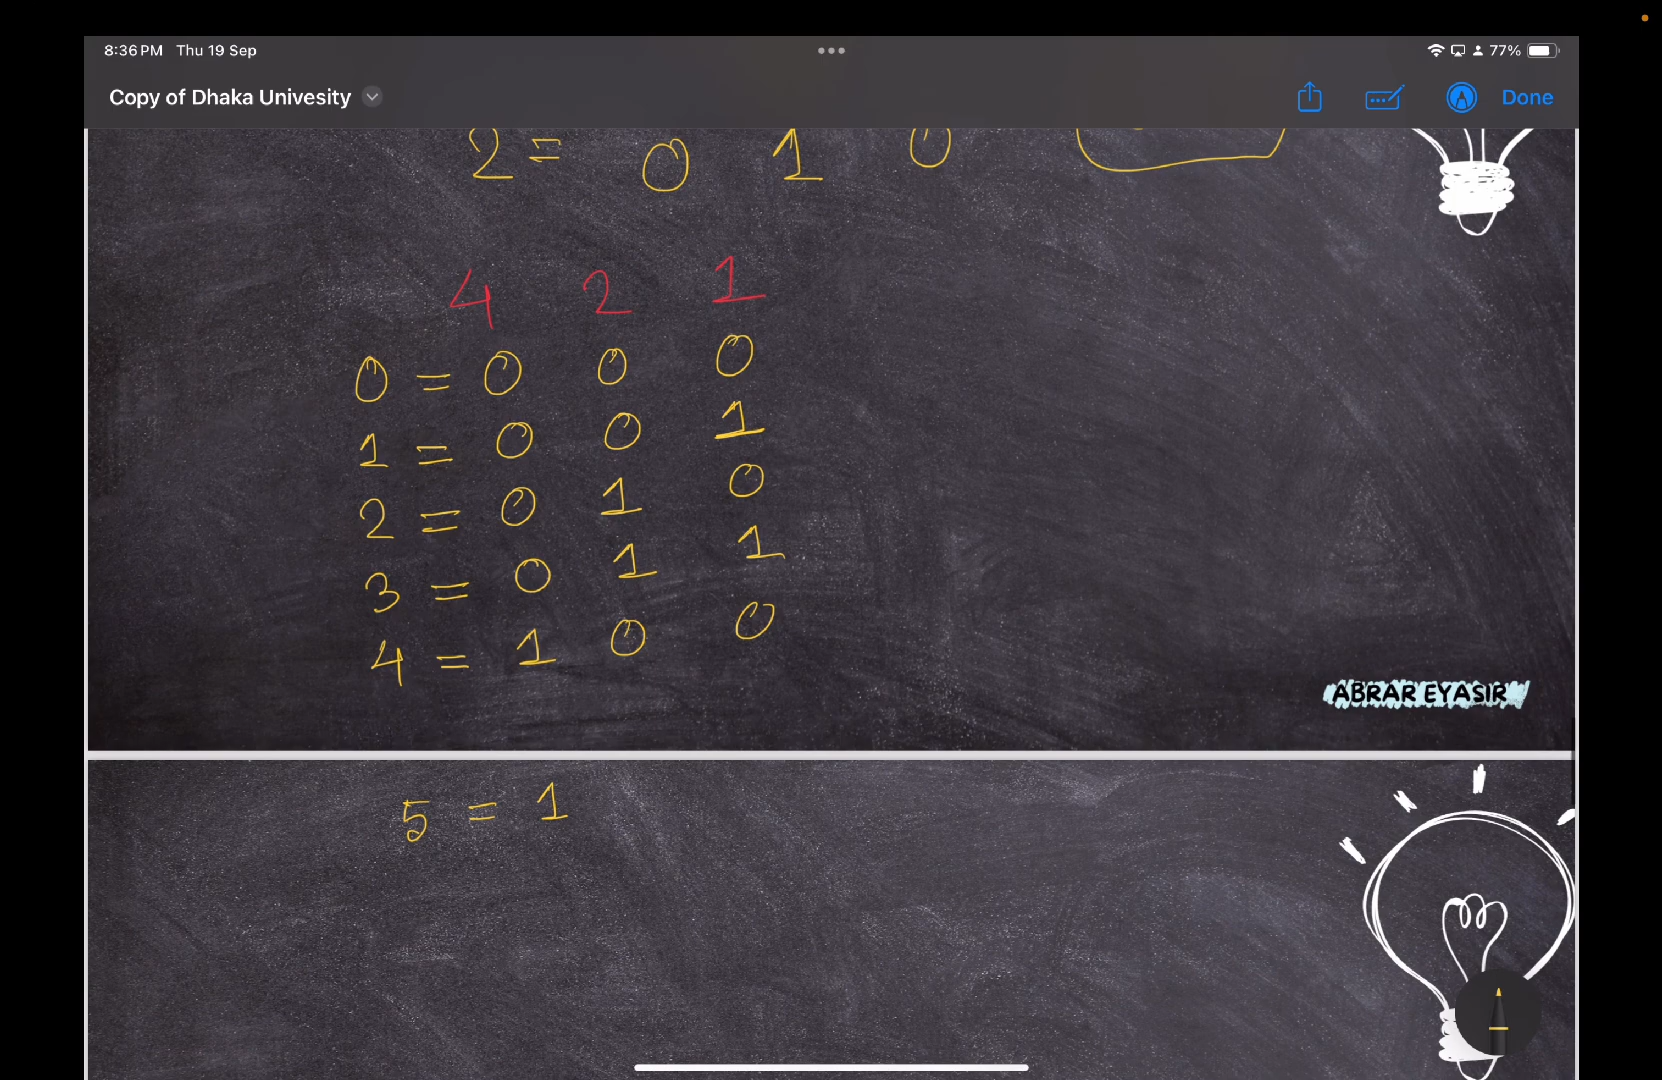 8:36 PM Thu 19 Sep 77%
Copy of Dhaka Univesity Done
2 = 0 1 0
4 2 1
0 = 0 0 0
1 = 0 0 1
2 = 0 1 0
3 = 0 1 1
4 = 1 0 0
ABRAR EYASIR
5 = 1